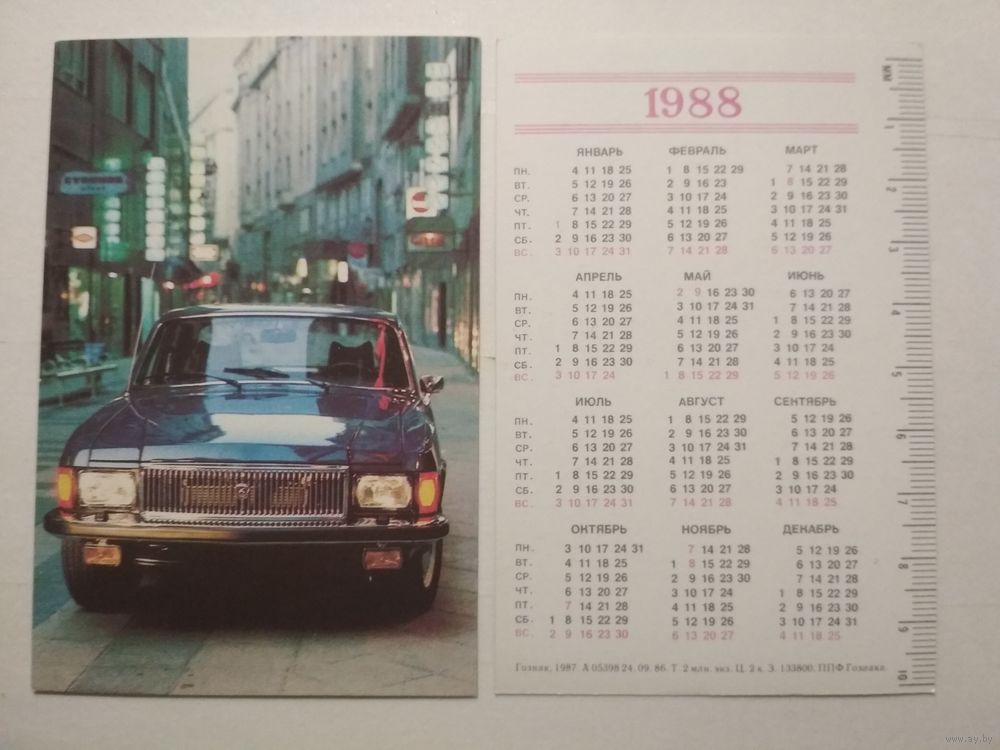 1988
ЯНВАРЬ ФЕВРАЛЬ МАРТ
ПН. 4 11 18 25 1 8 15 22 29 7 14 21 28
ВТ. 5 12 19 26 2 9 16 23 1 8 15 22 29
СР. 6 13 20 27 3 10 17 24 2 9 16 23 30
ЧТ. 7 14 21 28 4 11 18 25 3 10 17 24 31
ПТ. 1 8 15 22 29 5 12 19 26 4 11 18 25
СБ. 2 9 16 23 30 6 13 20 27 5 12 19 26
ВС. 3 10 17 24 31 7 14 21 28 6 13 20 27
АПРЕЛЬ МАЙ ИЮНЬ
ПН. 4 11 18 25 2 9 16 23 30 6 13 20 27
ВТ. 5 12 19 26 3 10 17 24 31 7 14 21 28
СР. 6 13 20 27 4 11 18 25 1 8 15 22 29
ЧТ. 7 14 21 28 5 12 19 26 2 9 16 23 30
ПТ. 1 8 15 22 29 6 13 20 27 3 10 17 24
СБ. 2 9 16 23 30 7 14 21 28 4 11 18 25
ВС. 3 10 17 24 1 8 15 22 29 5 12 19 26
ИЮЛЬ АВГУСТ СЕНТЯБРЬ
ПН. 4 11 18 25 1 8 15 22 29 5 12 19 26
ВТ. 5 12 19 26 2 9 16 23 30 6 13 20 27
СР. 6 13 20 27 3 10 17 24 31 7 14 21 28
ЧТ. 7 14 21 28 4 11 18 25 1 8 15 22 29
ПТ. 1 8 15 22 29 5 12 19 26 2 9 16 23 30
СБ. 2 9 16 23 30 6 13 20 27 3 10 17 24
ВС. 3 10 17 24 31 7 14 21 28 4 11 18 25
ОКТЯБРЬ НОЯБРЬ ДЕКАБРЬ
ПН. 3 10 17 24 31 7 14 21 28 5 12 19 26
ВТ. 4 11 18 25 1 8 15 22 29 6 13 20 27
СР. 5 12 19 26 2 9 16 23 30 7 14 21 28
ЧТ. 6 13 20 27 3 10 17 24 1 8 15 22 29
ПТ. 7 14 21 28 4 11 18 25 2 9 16 23 30
СБ. 1 8 15 22 29 5 12 19 26 3 10 17 24 31
ВС. 2 9 16 23 30 6 13 20 27 4 11 18 25
Гознак, 1987. А 05398 24. 09. 86. Т. 2 млн. экз. Ц. 2 к. З. 133800. ППФ Гознака.
ММ
1
2
3
4
5
6
7
8
9
10
www.ay.by